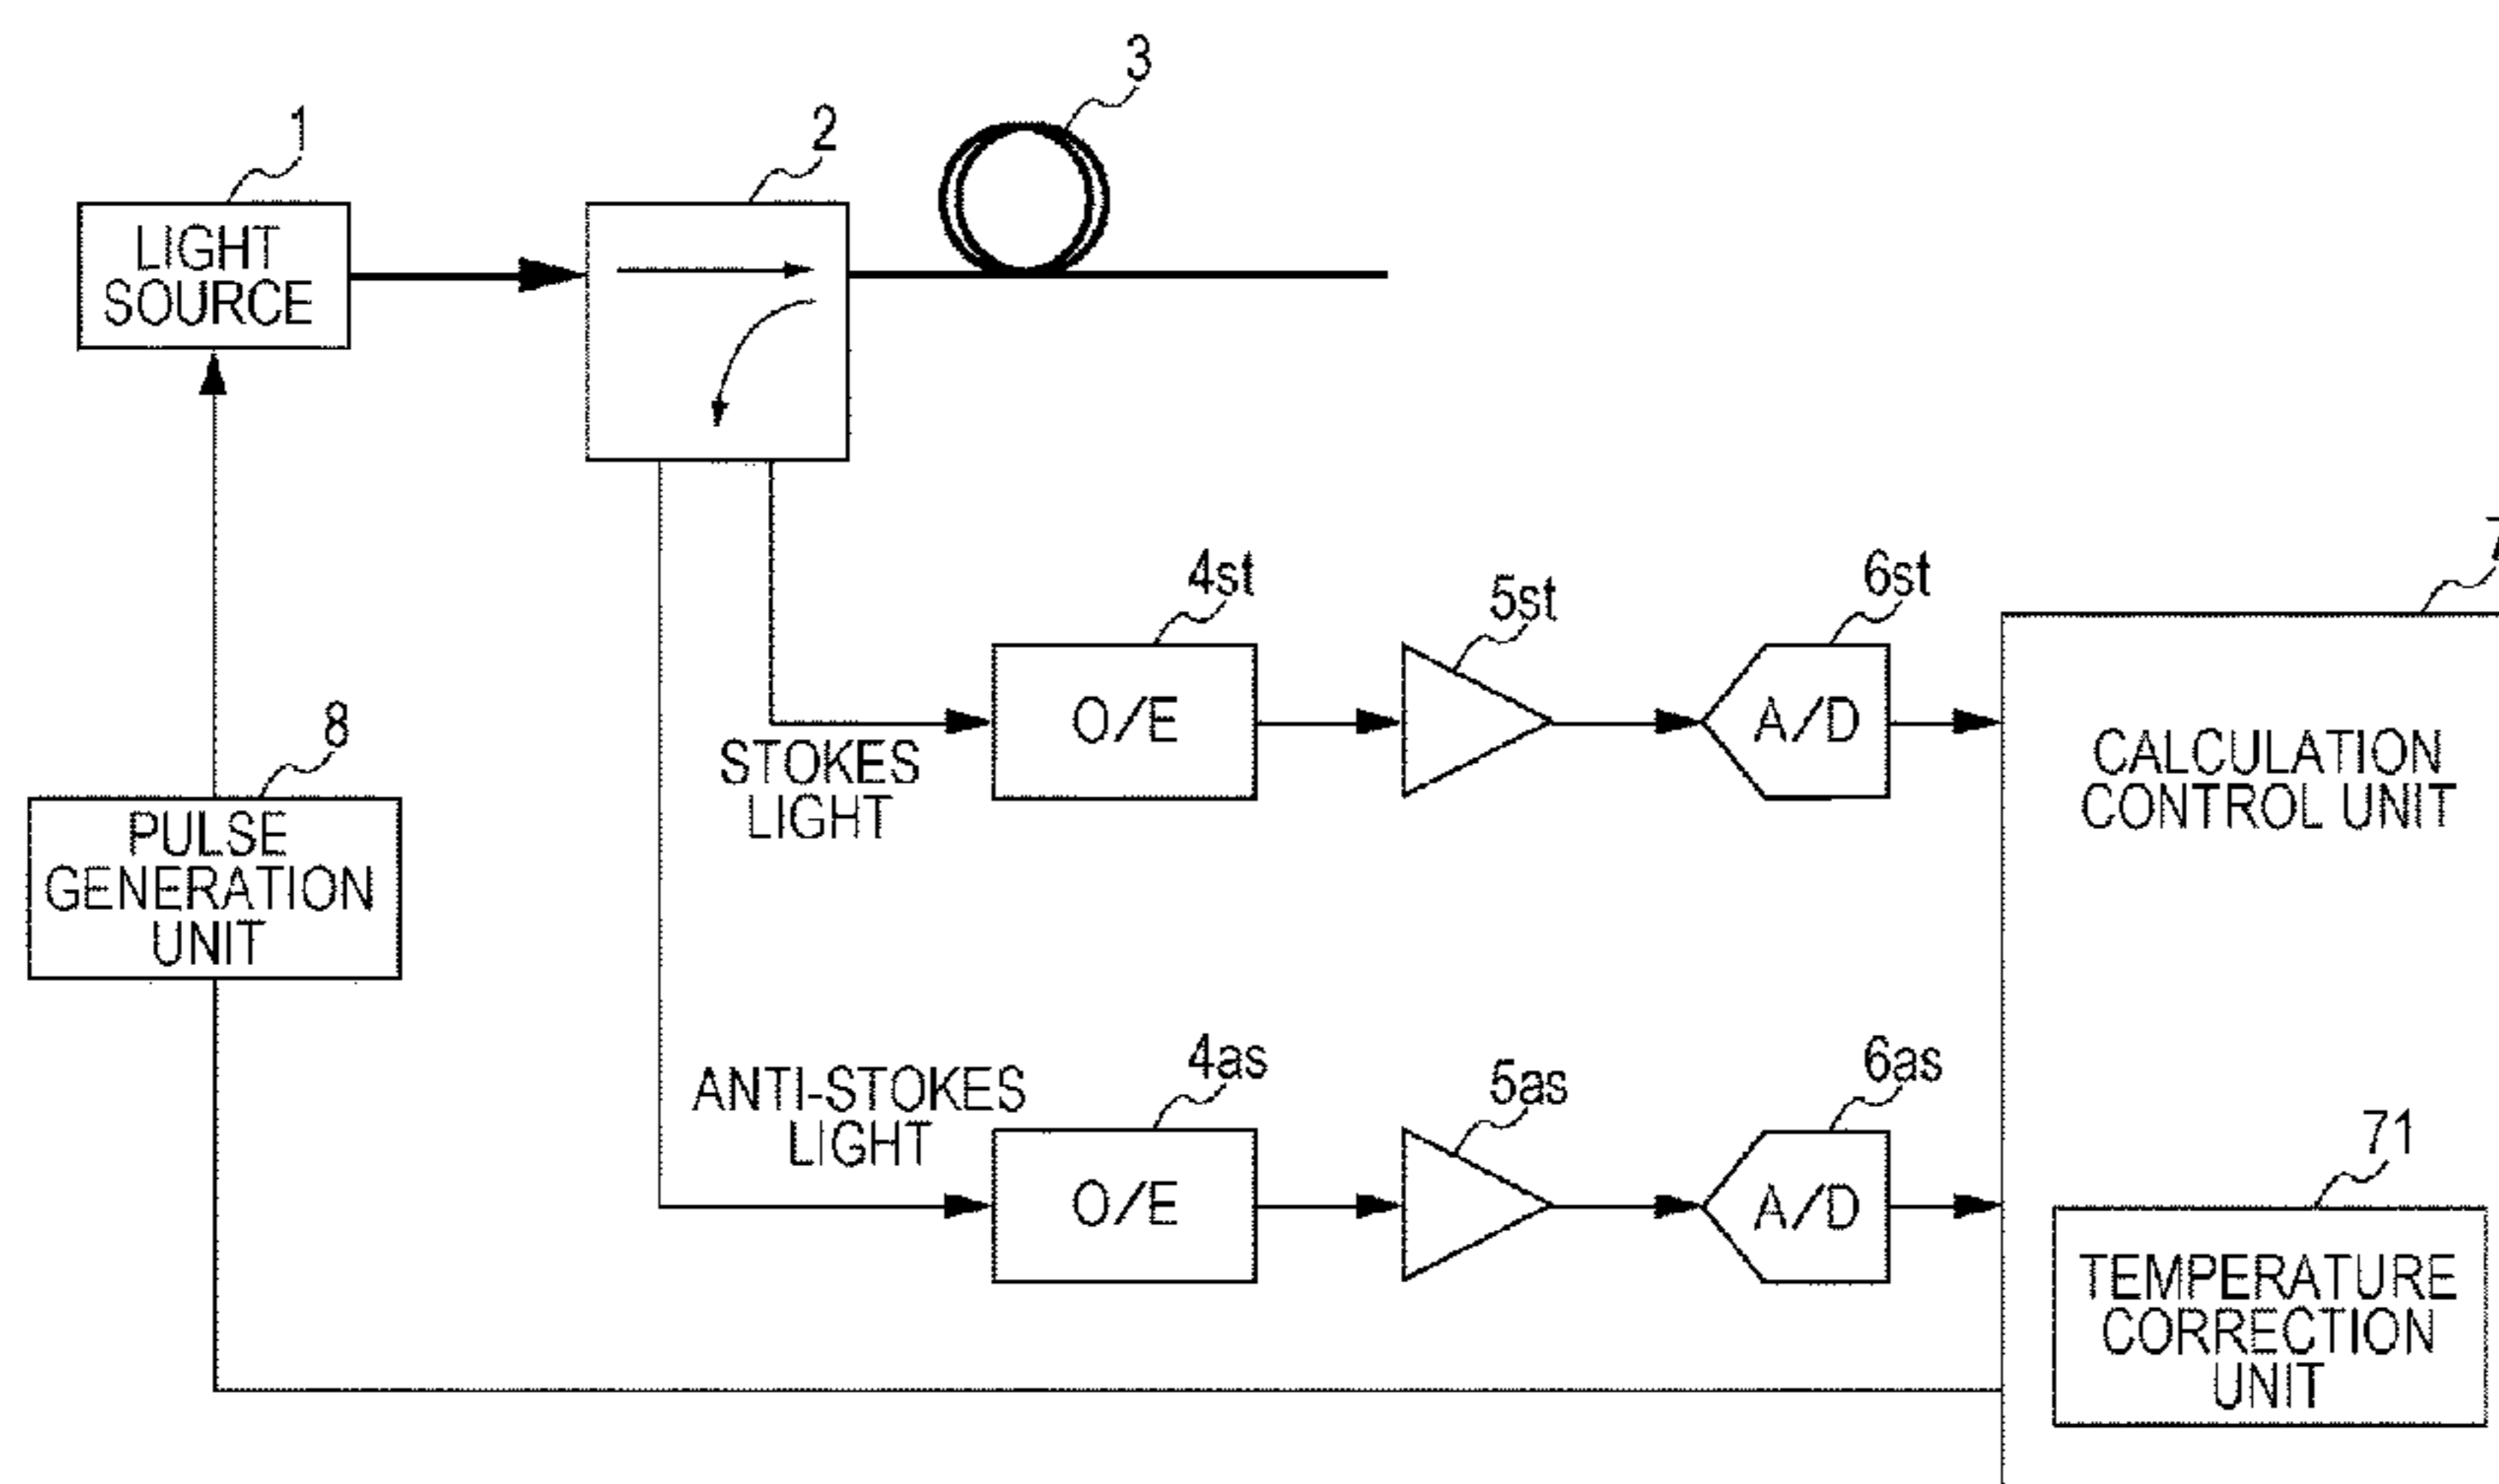 3
1
2
LIGHT
SOURCE
4st
5st
6st
7
8
O/E
A/D
STOKES
LIGHT
CALCULATION
CONTROL UNIT
PULSE
GENERATION
UNIT
4as
5as
6as
ANTI-STOKES
LIGHT
O/E
A/D
71
TEMPERATURE
CORRECTION
UNIT